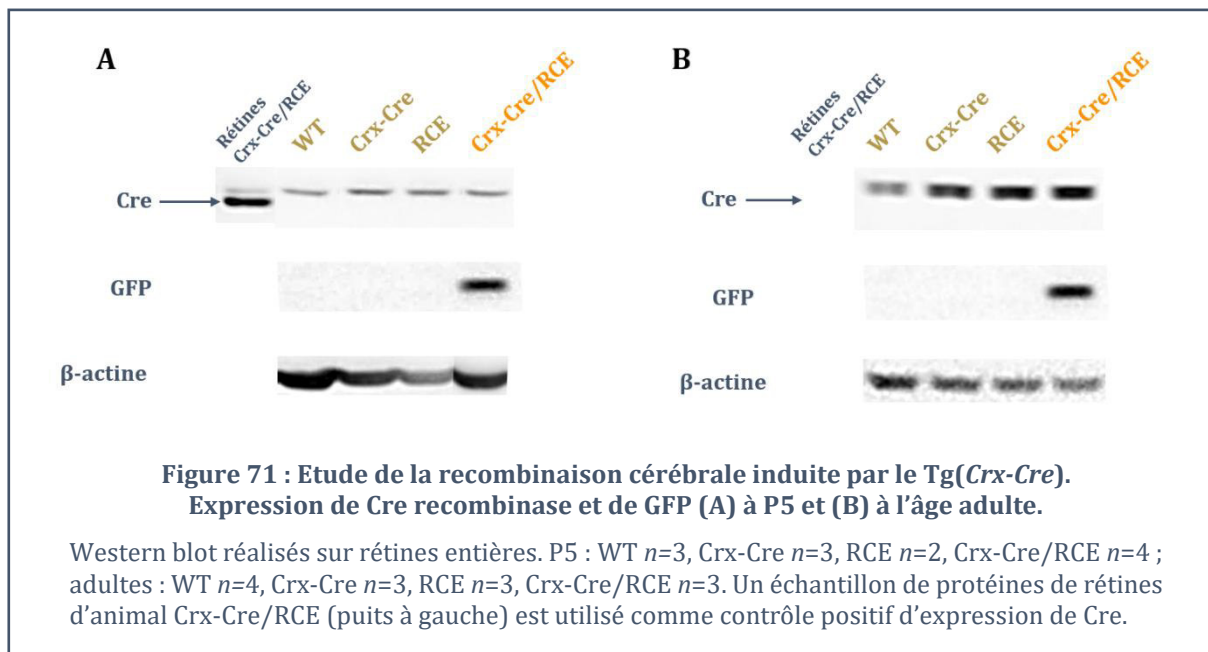 A
Rétines
Crx-Cre/RCE
WT
Crx-Cre
RCE
Crx-Cre/RCE
Cre
GFP
β-actine
B
Rétines
Crx-Cre/RCE
WT
Crx-Cre
RCE
Crx-Cre/RCE
Cre
GFP
β-actine
Figure 71 : Etude de la recombinaison cérébrale induite par le Tg(Crx-Cre).
Expression de Cre recombinase et de GFP (A) à P5 et (B) à l’âge adulte.
Western blot réalisés sur rétines entières. P5 : WT n=3, Crx-Cre n=3, RCE n=2, Crx-Cre/RCE n=4 ;
adultes : WT n=4, Crx-Cre n=3, RCE n=3, Crx-Cre/RCE n=3. Un échantillon de protéines de rétines
d’animal Crx-Cre/RCE (puits à gauche) est utilisé comme contrôle positif d’expression de Cre.